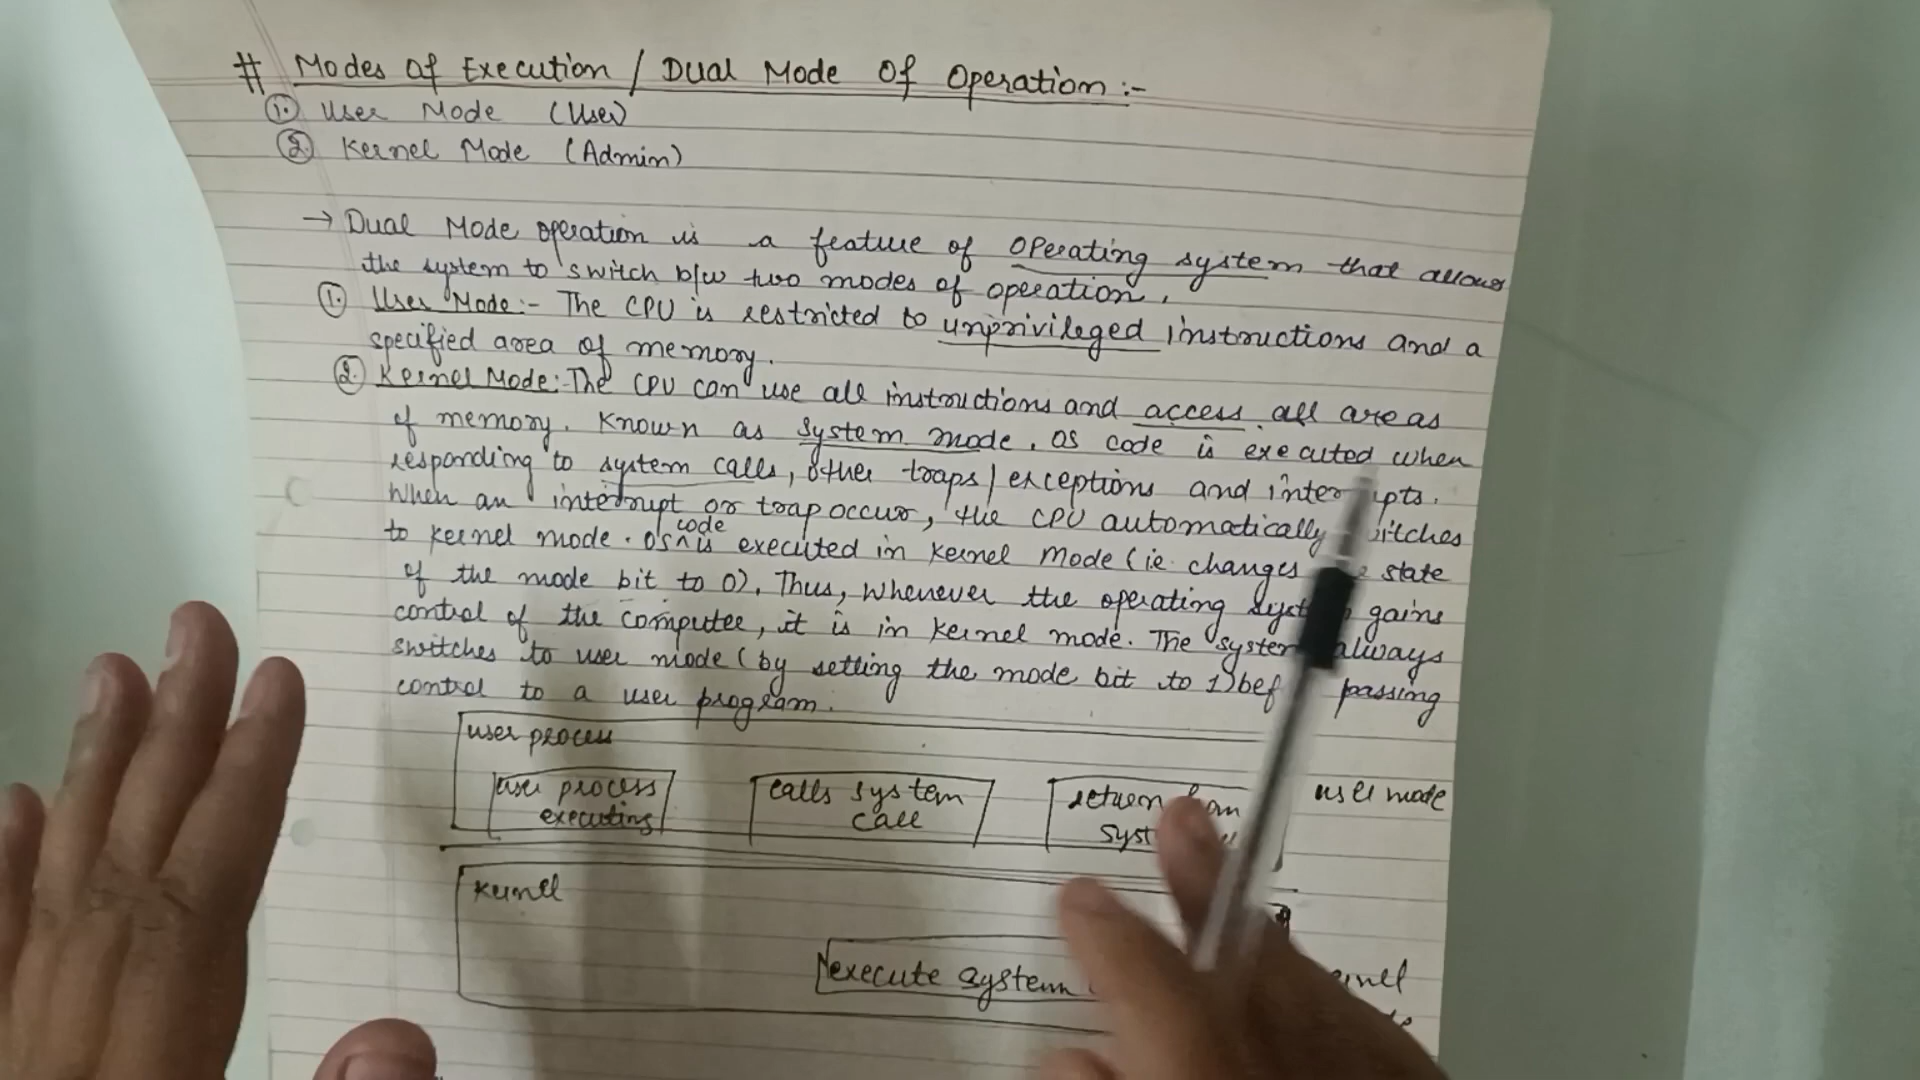 # Modes Of Execution / Dual Mode Of Operation :-
1. User Mode (User)
2. Kernel Mode (Admin)
→ Dual Mode operation is a feature of Operating system that allows
the system to switch b/w two modes of operation.
1. User Mode :- The CPU is restricted to unprivileged instructions and a
specified area of memory.
2. Kernel Mode :- The CPU can use all instructions and access all areas
of memory. Known as system mode. OS code is executed when
responding to system calls, other traps/exceptions and
when an interrupt or trap occur, the CPU automatically
code
to kernel mode. OS ^ is executed in kernel mode (ie. changes state
of the mode bit to 0). Thus, whenever the operating gains
control of the computer, it is in kernel mode. The system always
switches to user mode (by setting the mode bit to 1) passing
control to a user program.
user process
user process
executing
calls system
call
return
user mode
kernel
execute system